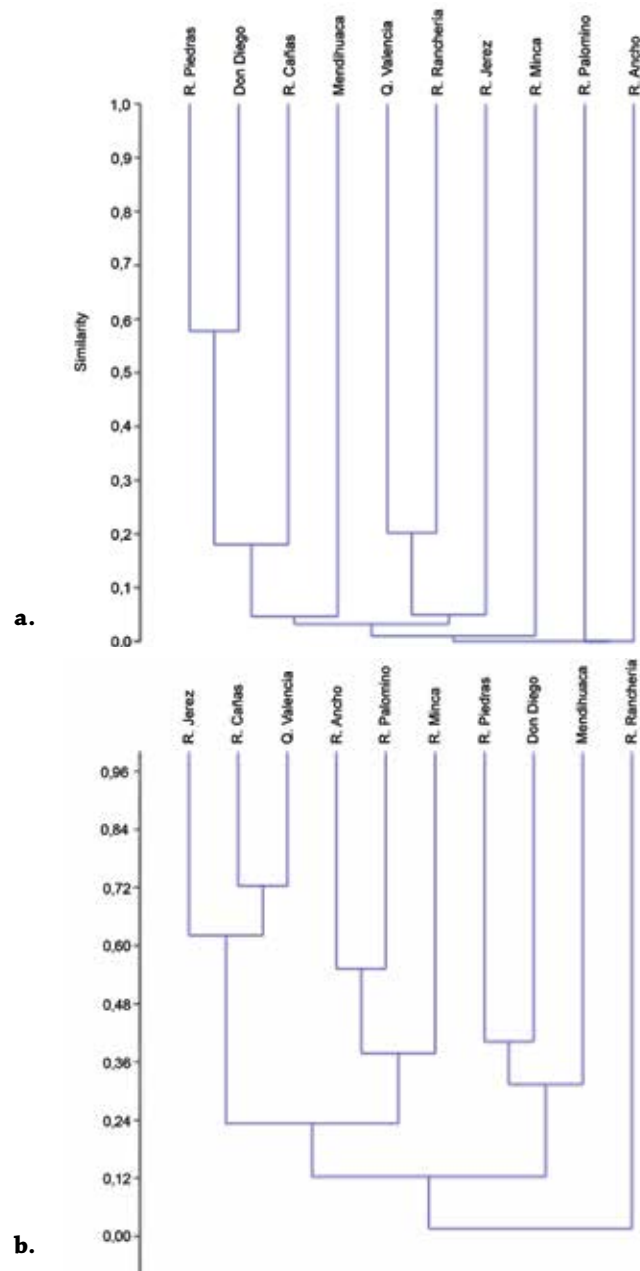 R. Piedras
Don Diego
R. Cañas
Mendihuaca
Q. Valencia
R. Ranchería
R. Jerez
R. Minca
R. Palomino
R. Ancho
Similarity
1,0
0,9
0,8
0,7
0,6
0,5
0,4
0,3
0,2
0,1
0.0
a.
R. Jerez
R. Cañas
Q. Valencia
R. Ancho
R. Palomino
R. Minca
R. Piedras
Don Diego
Mendihuaca
R. Ranchería
0,96
0,84
0,72
0,60
0,48
0,36
0,24
0,12
0,00
b.